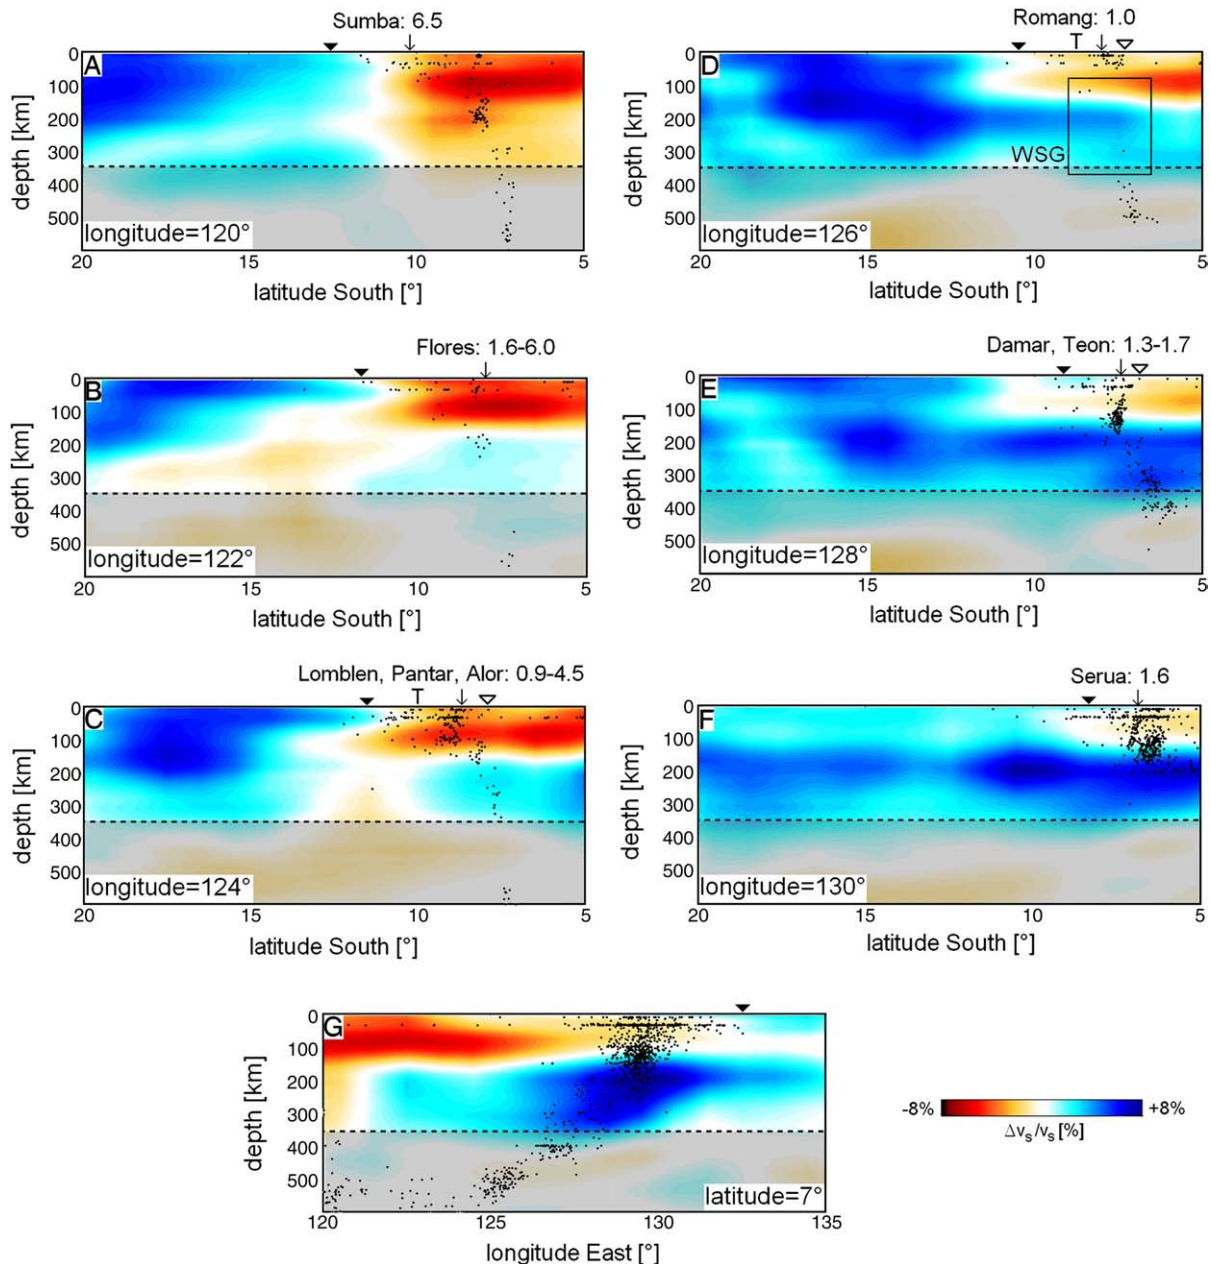 Sumba: 6.5
A
0
100
200
300
400
500
depth [km]
longitude=120°
20 15 10 5
latitude South [°]
Romang: 1.0
T
D
0
100
200
300
400
500
depth [km]
WSG
longitude=126°
20 15 10 5
latitude South [°]
Flores: 1.6-6.0
B
0
100
200
300
400
500
depth [km]
longitude=122°
20 15 10 5
latitude South [°]
Damar, Teon: 1.3-1.7
E
0
100
200
300
400
500
depth [km]
longitude=128°
20 15 10 5
latitude South [°]
Lomblen, Pantar, Alor: 0.9-4.5
T
C
0
100
200
300
400
500
depth [km]
longitude=124°
20 15 10 5
latitude South [°]
Serua: 1.6
F
0
100
200
300
400
500
depth [km]
longitude=130°
20 15 10 5
latitude South [°]
G
0
100
200
300
400
500
depth [km]
latitude=7°
120 125 130 135
longitude East [°]
-8% +8%
Δvs/vs [%]